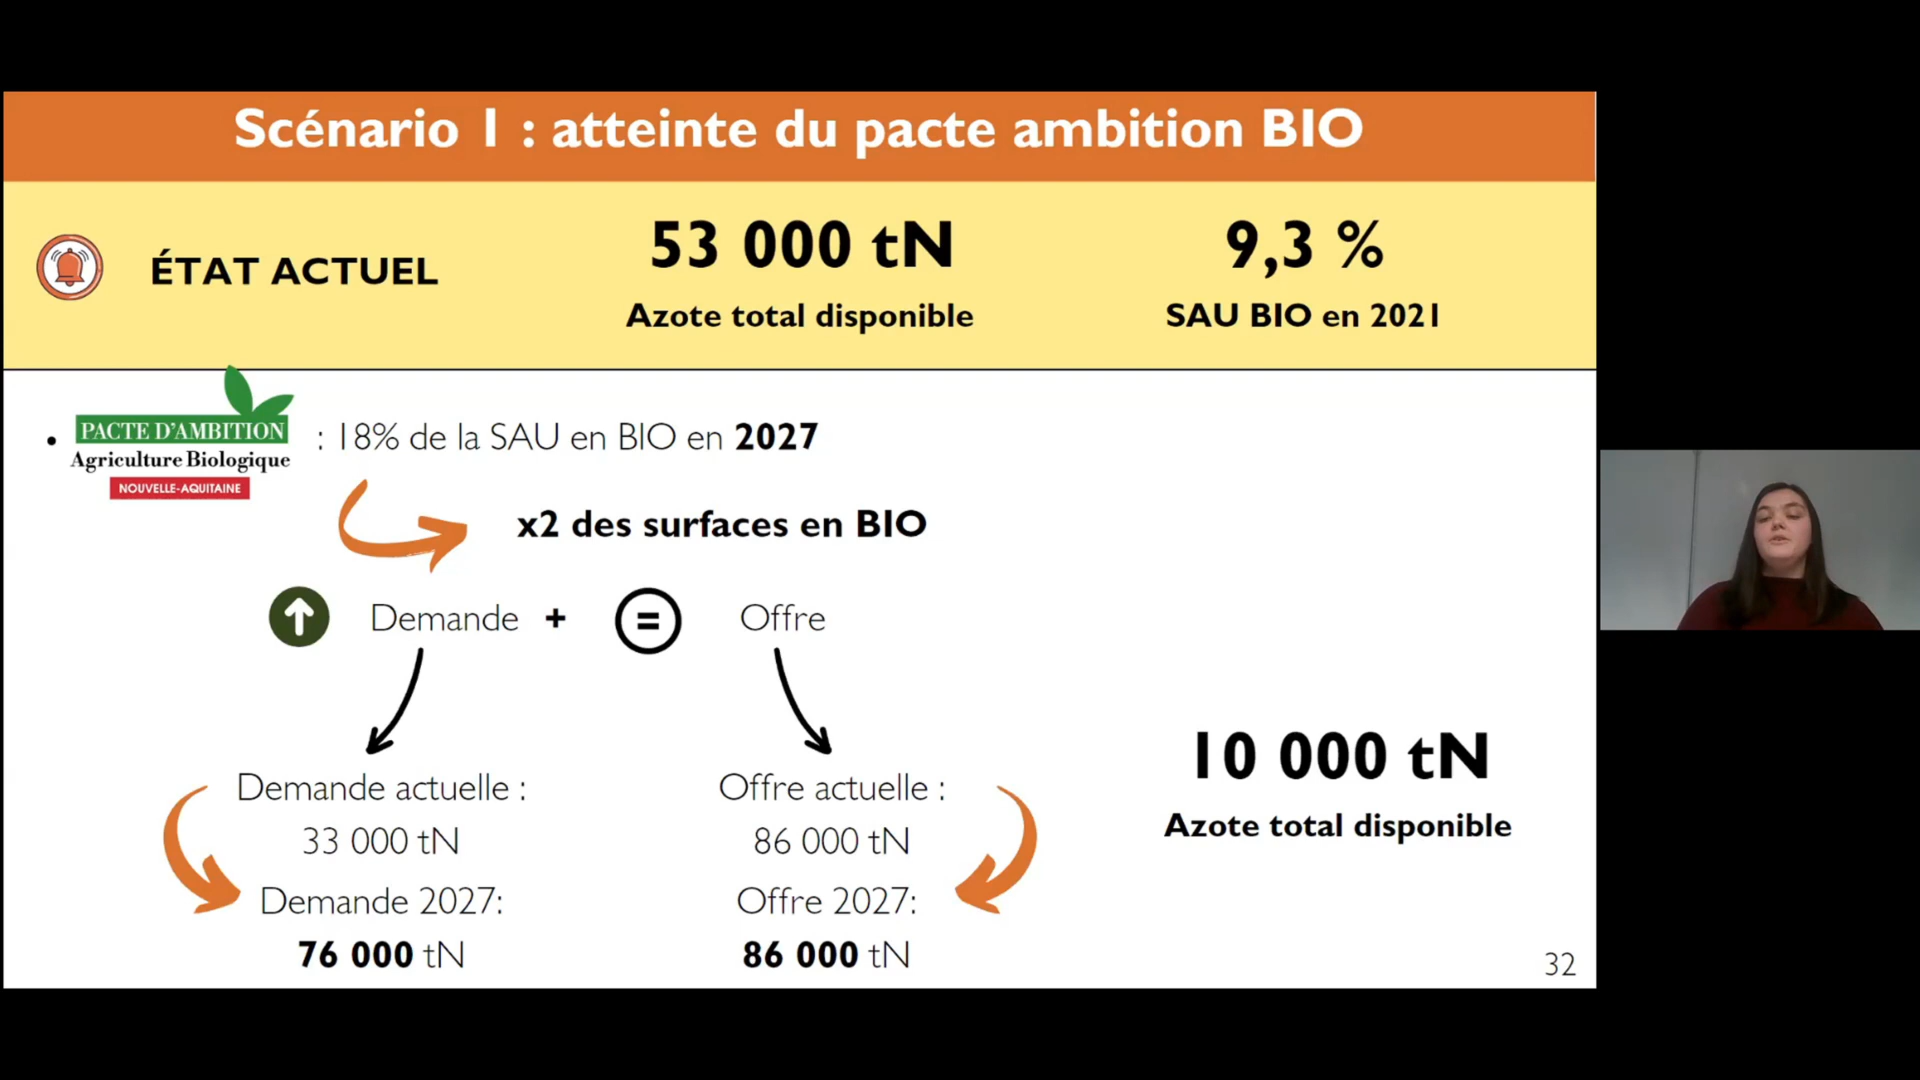 Scénario 1 : atteinte du pacte ambition BIO
ÉTAT ACTUEL
53 000 tN
Azote total disponible
9,3 %
SAU BIO en 2021
PACTE D'AMBITION
Agriculture Biologique
NOUVELLE-AQUITAINE
: 18% de la SAU en BIO en 2027
x2 des surfaces en BIO
Demande + = Offre
Demande actuelle :
33 000 tN
Demande 2027:
76 000 tN
Offre actuelle :
86 000 tN
Offre 2027:
86 000 tN
10 000 tN
Azote total disponible
32